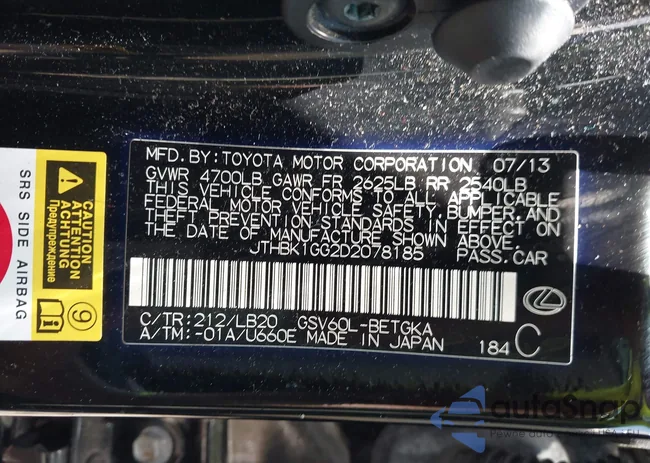 MFD. BY: TOYOTA MOTOR CORPORATION 07/13
GVWR 4700LB GAWR FR 2625LB RR 2540LB
THIS VEHICLE CONFORMS TO ALL APPLICABLE
FEDERAL MOTOR VEHICLE SAFETY, BUMPER, AND
THEFT PREVENTION STANDARDS IN EFFECT ON
THE DATE OF MANUFACTURE SHOWN ABOVE.
JTHBK1GG2D2078185 PASS. CAR
C/TR: 212/LB20 GSV60L-BETGKA
A/TM: -01A/U660E MADE IN JAPAN 184 C
SRS SIDE AIRBAG
CAUTION
ATTENTION
ACHTUNG
Предупреждение
9
autoSnap